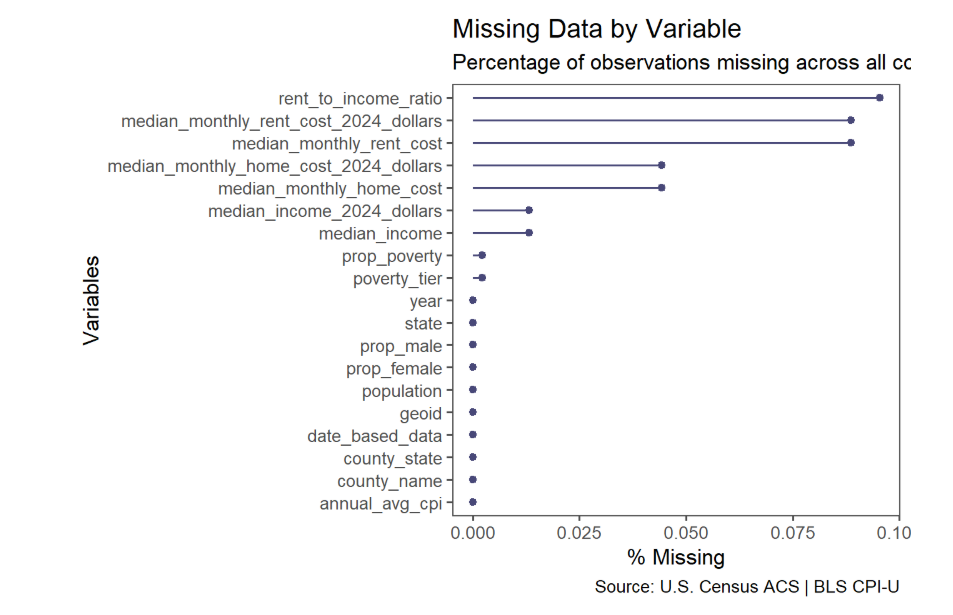 Missing Data by Variable
Percentage of observations missing across all co
rent_to_income_ratio
median_monthly_rent_cost_2024_dollars
median_monthly_rent_cost
median_monthly_home_cost_2024_dollars
median_monthly_home_cost
median_income_2024_dollars
median_income
prop_poverty
poverty_tier
year
state
prop_male
prop_female
population
geoid
date_based_data
county_state
county_name
annual_avg_cpi
Variables
0.000 0.025 0.050 0.075 0.10
% Missing
Source: U.S. Census ACS | BLS CPI-U